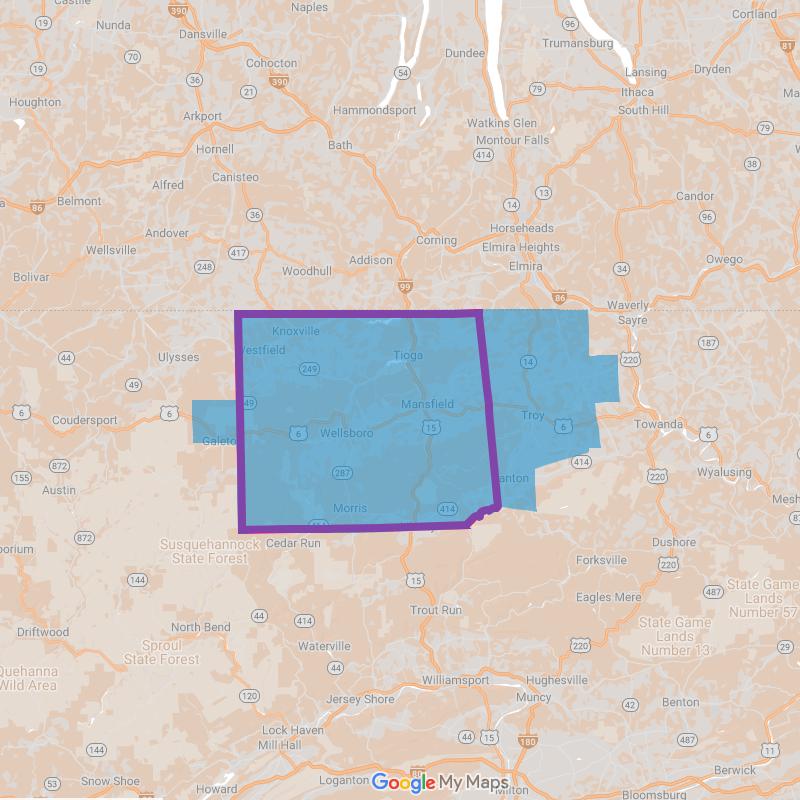 Castile
Nunda
Naples
390
Dansville
Cortland
19
70
Dundee
96
Trumansburg
81
19
36
Cohocton
390
54
Lansing
Dryden
21
79
Ithaca
Houghton
Arkport
Hammondsport
South Hill
Watkins Glen
79
Hornell
Bath
Montour Falls
414
38
Alfred
Canisteo
13
Candor
86
Belmont
36
14
96
Andover
Corning
Horseheads
Wellsville
417
Elmira Heights
Addison
Owego
248
Woodhull
Elmira
34
Bolivar
99
86
Waverly
Sayre
Knoxville
187
44
Ulysses
Westfield
Tioga
14
220
249
49
49
Mansfield
6
6
Troy
Coudersport
6
15
6
Towanda
Galeton
Wellsboro
6
872
287
414
Wyalusing
155
220
Austin
Morris
414
872
Cedar Run
Dushore
Susquehannock
State Forest
Forksville
220
144
15
State Game
Lands
Number 57
487
Eagles Mere
44
414
Trout Run
Driftwood
North Bend
State Game
Lands
Number 13
Sproul
State Forest
Waterville
220
29
Quehanna
Wild Area
44
Williamsport
Hughesville
120
Jersey Shore
Muncy
42
Benton
Lock Haven
44
15
180
487
144
Mill Hall
11
Snow Shoe
Loganton
Berwick
53
Howard
80
Milton
Bloomsburg
Google My Maps